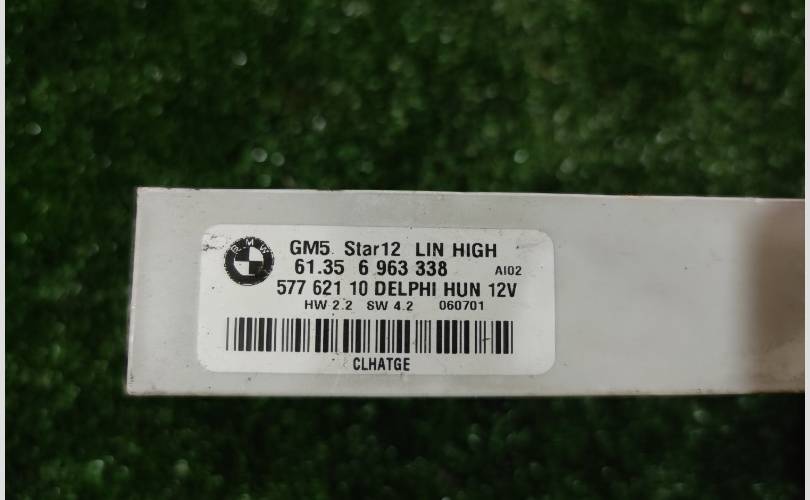 BMW
GM5 Star12 LIN HIGH
61.35 6 963 338 AI02
577 621 10 DELPHI HUN 12V
HW 2.2 SW 4.2 060701
CLHATGE